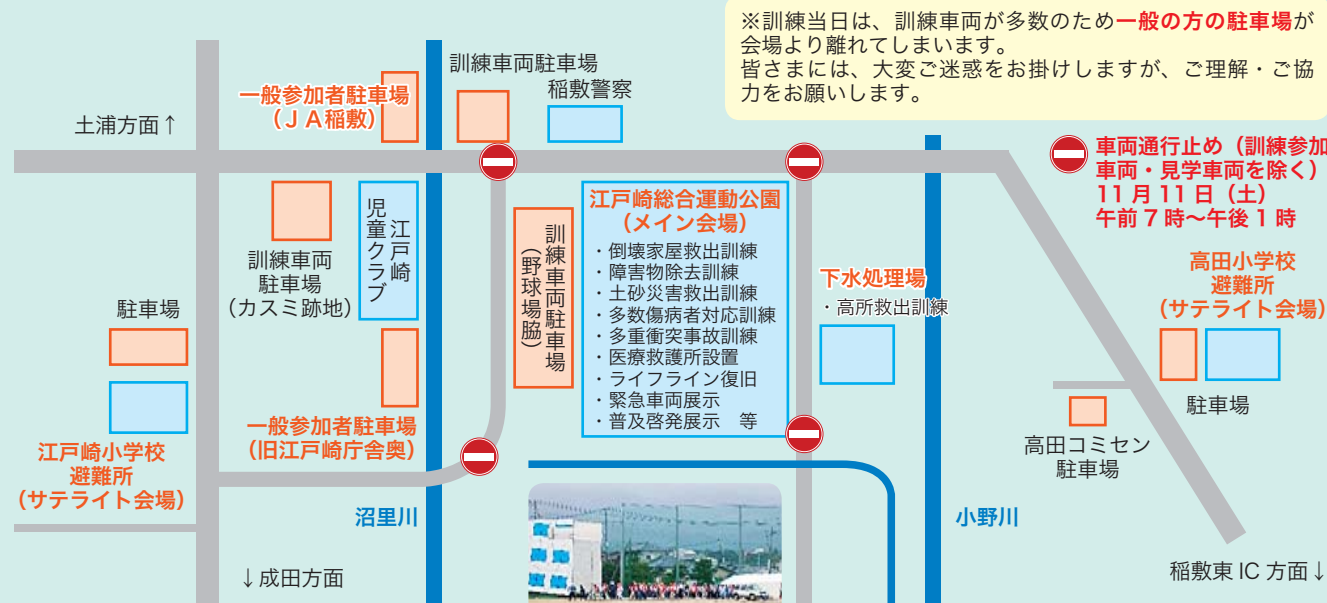 ※訓練当日は、訓練車両が多数のため一般の方の駐車場が
会場より離れてしまいます。
皆さまには、大変ご迷惑をお掛けしますが、ご理解・ご協
力をお願いします。
訓練車両駐車場
稲敷警察
一般参加者駐車場
（ＪＡ稲敷）
土浦方面↑
車両通行止め（訓練参加
車両・見学車両を除く）
11月11日（土）
午前7時～午後1時
江戸崎
児童クラブ
訓練車両
駐車場
（カスミ跡地）
訓練車両駐車場
（野球場脇）
江戸崎総合運動公園
（メイン会場）
・倒壊家屋救出訓練
・障害物除去訓練
・土砂災害救出訓練
・多数傷病者対応訓練
・多重衝突事故訓練
・医療救護所設置
・ライフライン復旧
・緊急車両展示
・普及啓発展示　等
下水処理場
・高所救出訓練
高田小学校
避難所
（サテライト会場）
駐車場
駐車場
高田コミセン
駐車場
江戸崎小学校
避難所
（サテライト会場）
一般参加者駐車場
（旧江戸崎庁舎奥）
沼里川
小野川
↓成田方面
稲敷東IC方面↓